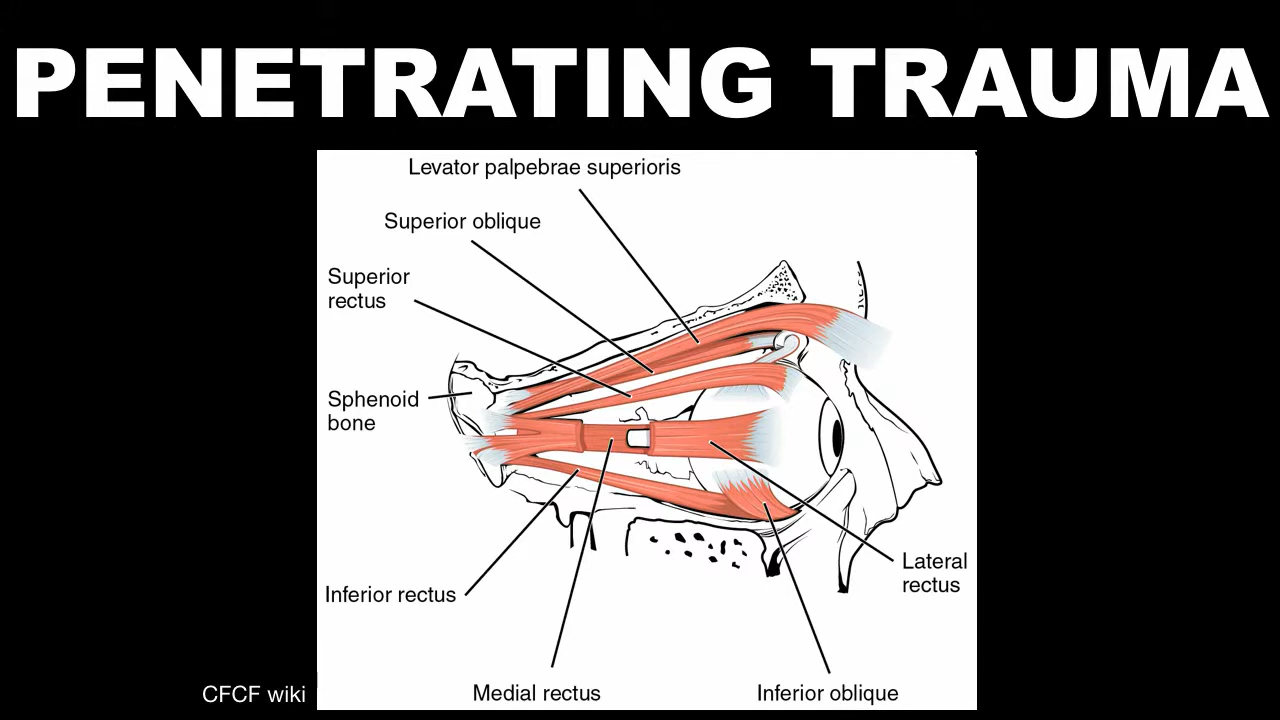 PENETRATING TRAUMA
Levator palpebrae superioris
Superior oblique
Superior
rectus
Sphenoid
bone
Lateral
rectus
Inferior rectus
Medial rectus
Inferior oblique
CFCF wiki